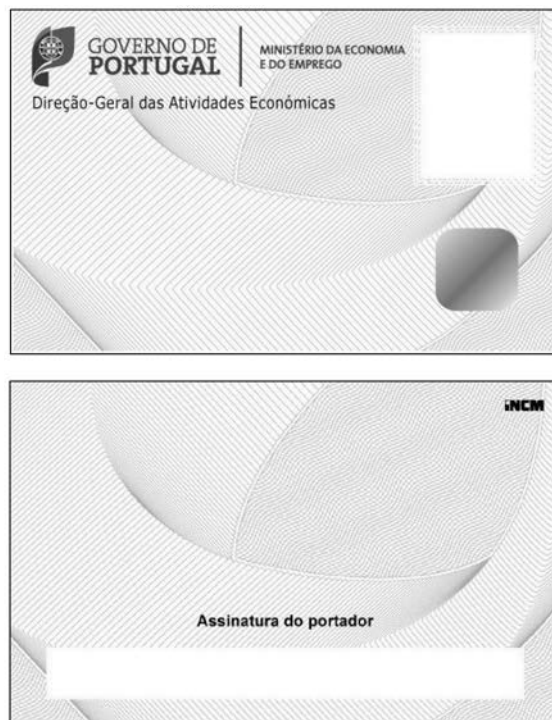 GOVERNO DE
PORTUGAL
MINISTÉRIO DA ECONOMIA
E DO EMPREGO
Direção-Geral das Atividades Económicas
INCM
Assinatura do portador